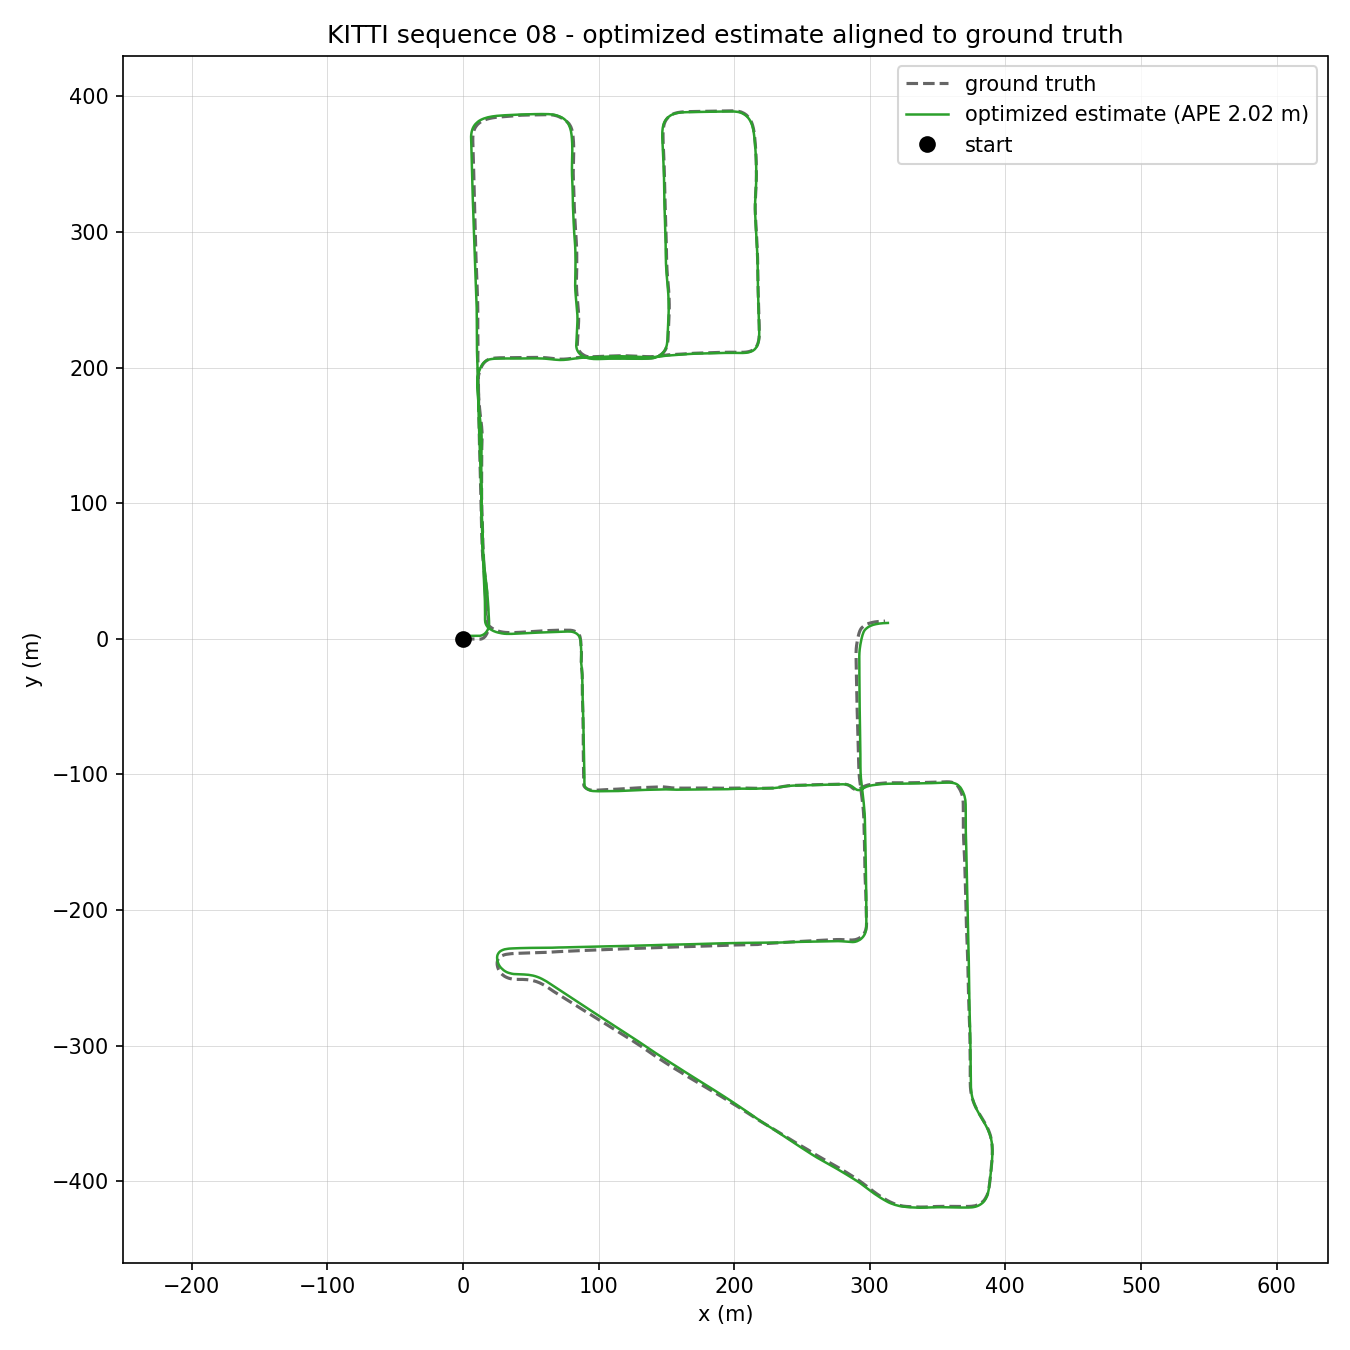 KITTI sequence 08 - optimized estimate aligned to ground truth
ground truth
optimized estimate (APE 2.02 m)
start
400
300
200
100
0
−100
−200
−300
−400
y (m)
−200 −100 0 100 200 300 400 500 600
x (m)